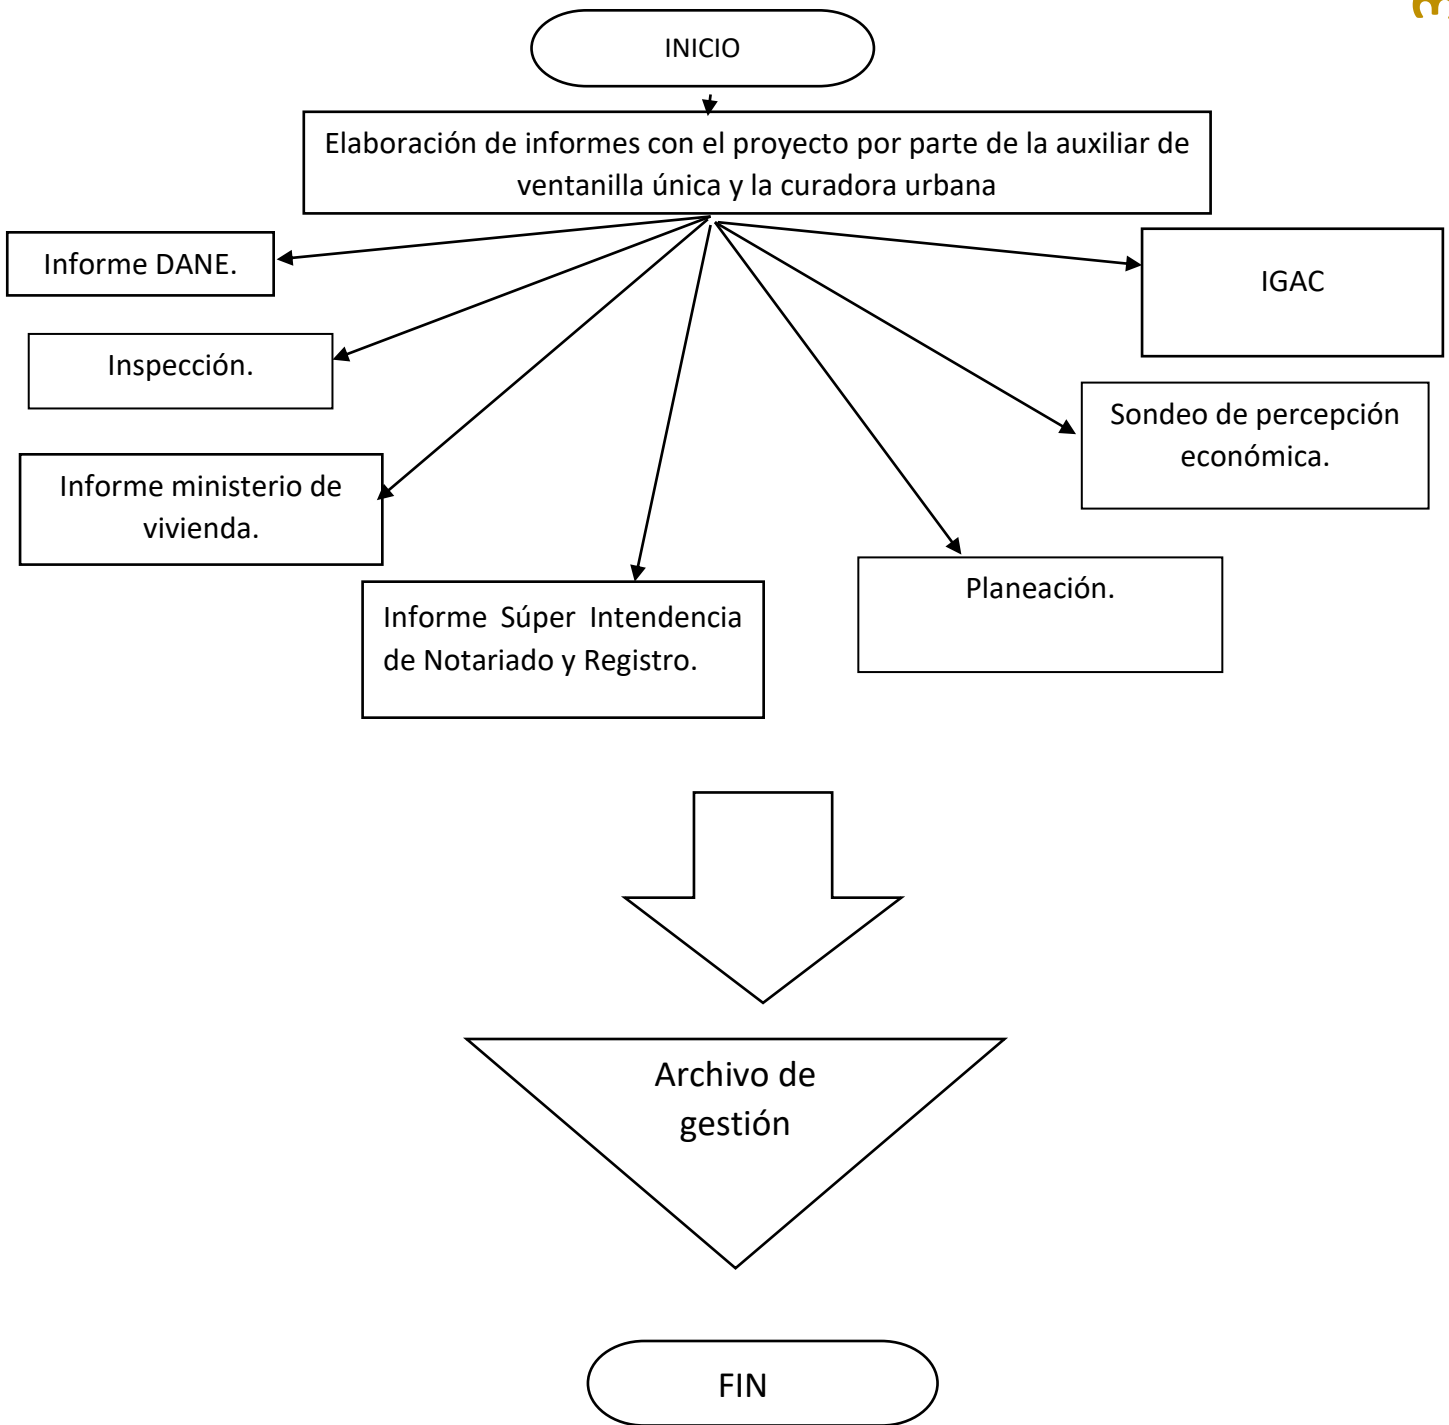 INICIO
Elaboración de informes con el proyecto por parte de la auxiliar de
ventanilla única y la curadora urbana
Informe DANE.
IGAC
Inspección.
Sondeo de percepción
económica.
Informe ministerio de
vivienda.
Planeación.
Informe Súper Intendencia
de Notariado y Registro.
Archivo de
gestión
FIN